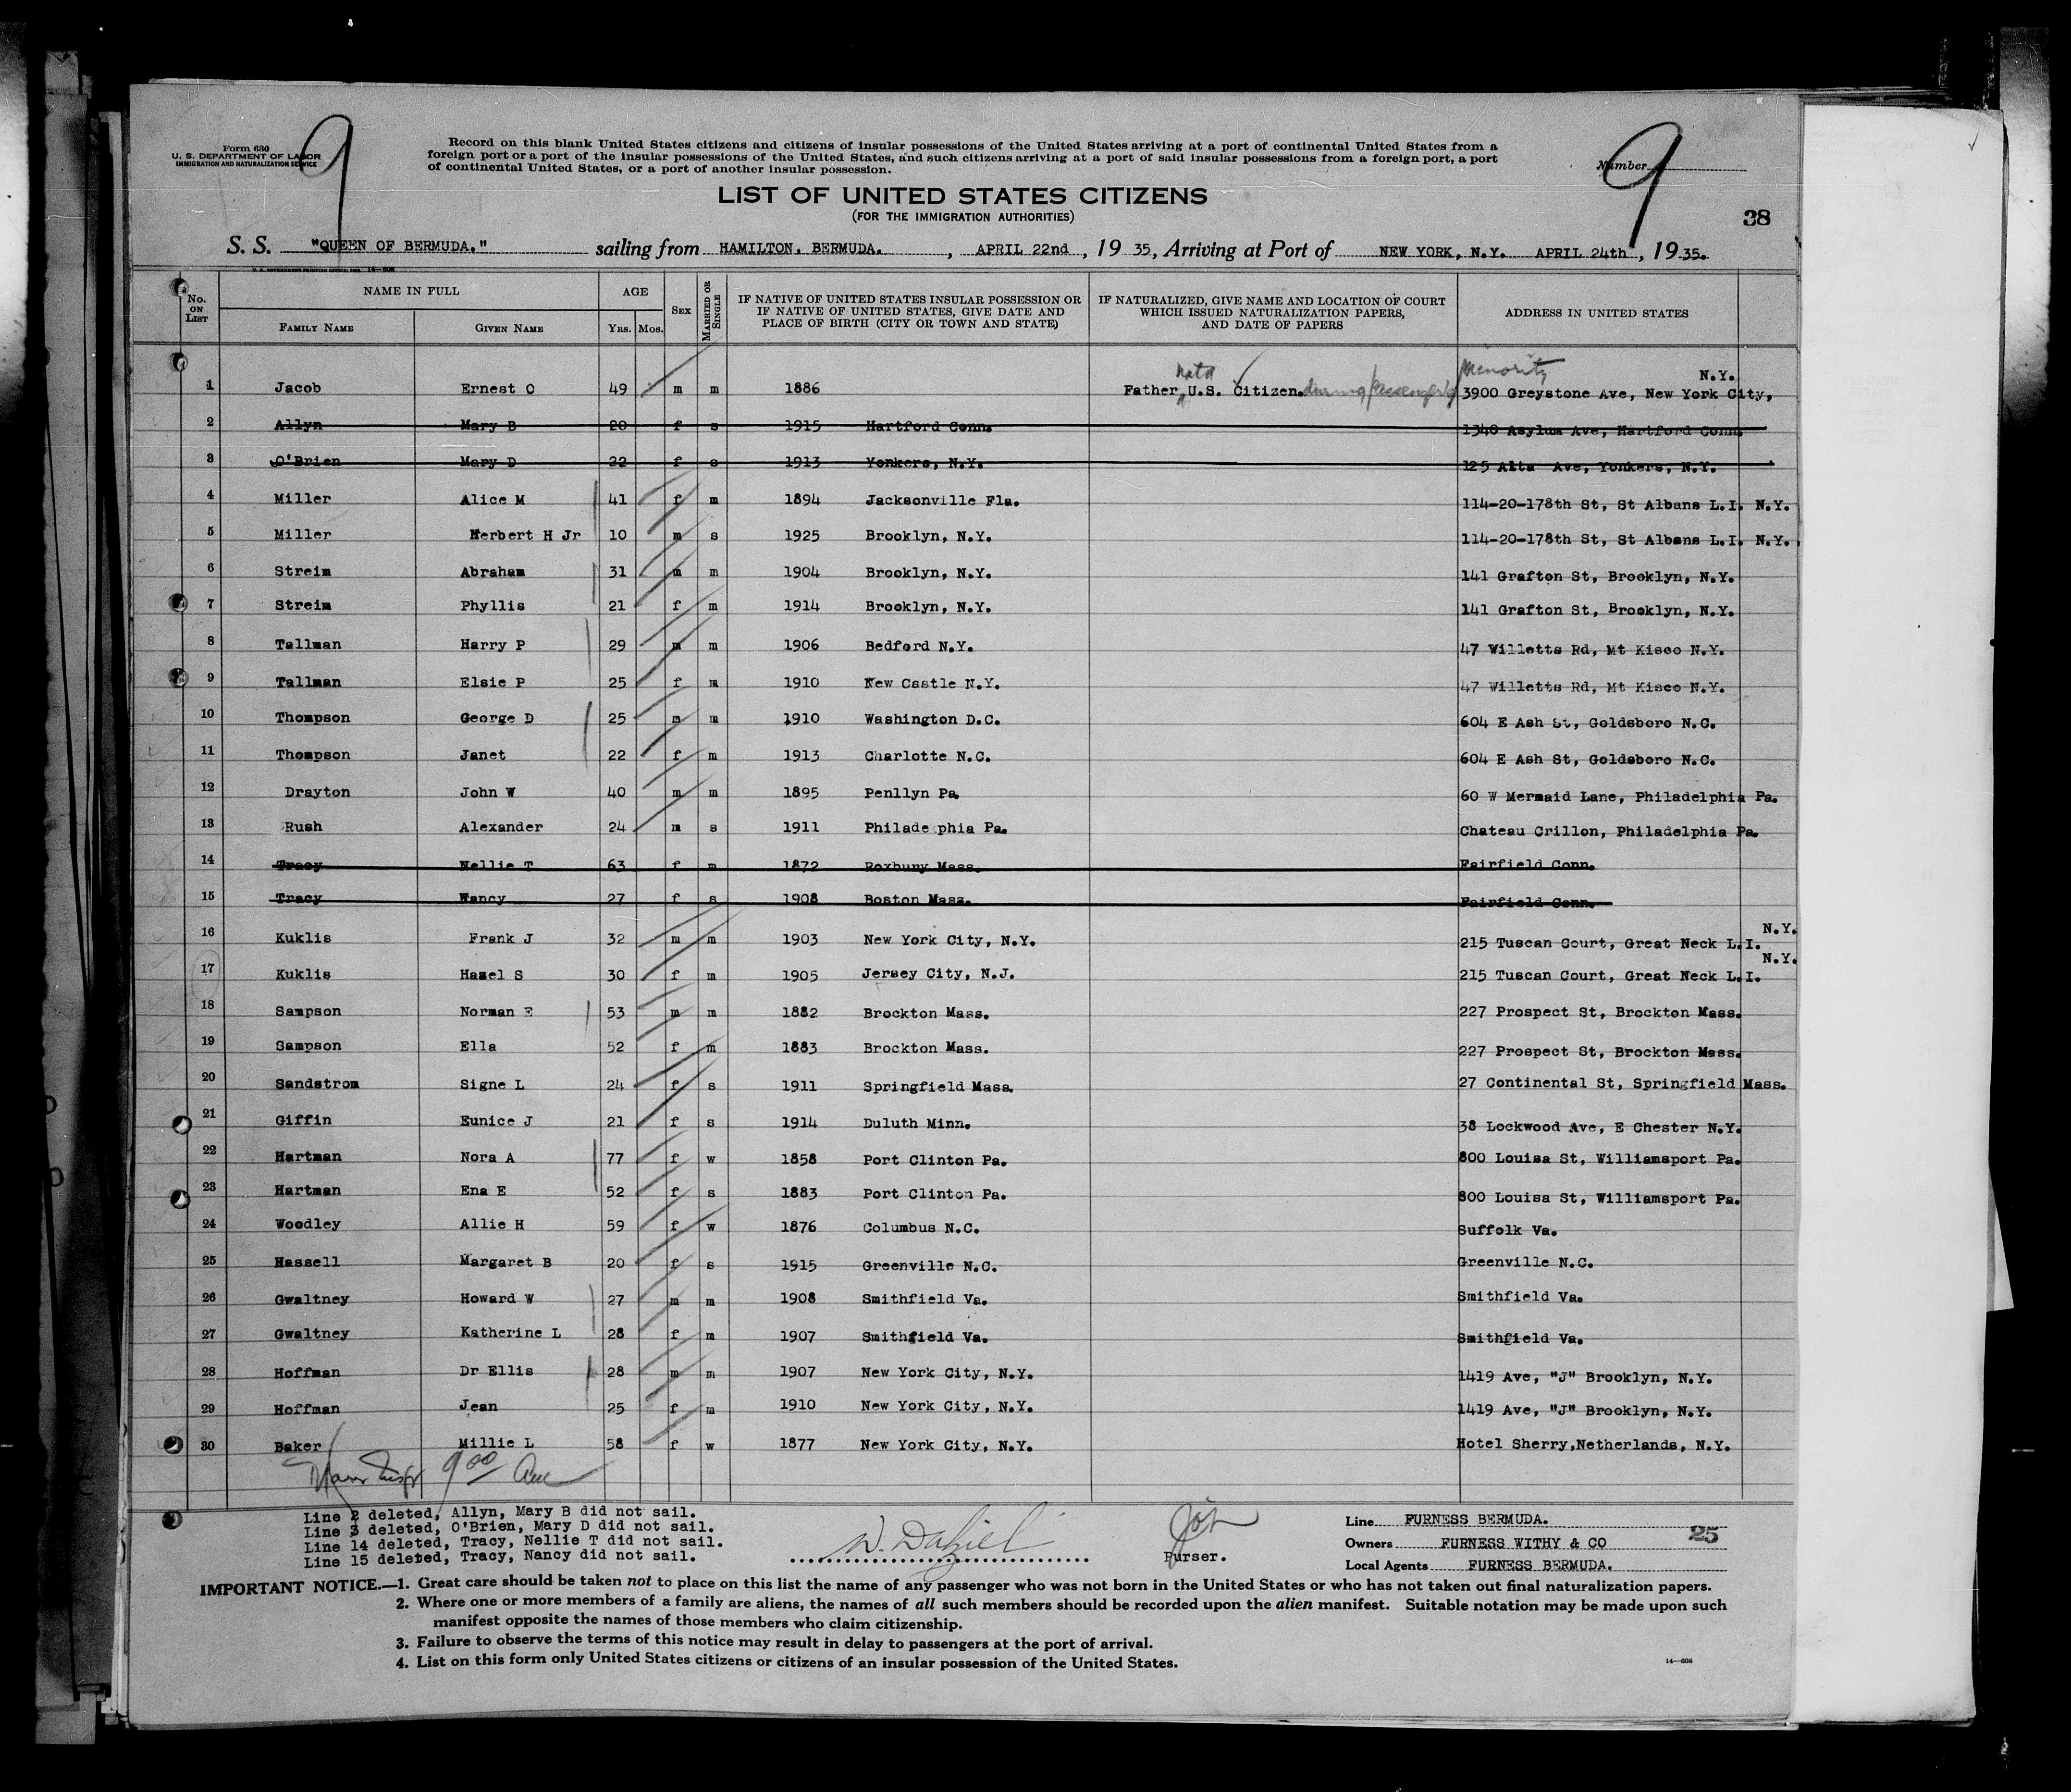 Form 630
U. S. DEPARTMENT OF LABOR
IMMIGRATION AND NATURALIZATION SERVICE
9
Record on this blank United States citizens and citizens of insular possessions of the United States arriving at a port of continental United States from a
foreign port or a port of the insular possessions of the United States, and such citizens arriving at a port of said insular possessions from a foreign port, a port
of continental United States, or a port of another insular possession.
Number 9
LIST OF UNITED STATES CITIZENS
(FOR THE IMMIGRATION AUTHORITIES)
38
S. S. "QUEEN OF BERMUDA." sailing from HAMILTON. BERMUDA. , APRIL 22nd , 19 35, Arriving at Port of NEW YORK, N.Y. APRIL 24th , 19 35.
U. S. GOVERNMENT PRINTING OFFICE: 14—608
No. ON LIST
NAME IN FULL
FAMILY NAME GIVEN NAME
AGE
YRS. MOS.
SEX
MARRIED OR SINGLE
IF NATIVE OF UNITED STATES INSULAR POSSESSION OR
IF NATIVE OF UNITED STATES, GIVE DATE AND
PLACE OF BIRTH (CITY OR TOWN AND STATE)
IF NATURALIZED, GIVE NAME AND LOCATION OF COURT
WHICH ISSUED NATURALIZATION PAPERS,
AND DATE OF PAPERS
ADDRESS IN UNITED STATES
natd minority N.Y.
1 Jacob Ernest C 49 m m 1886 Father U.S. Citizen. during passenger's 3900 Greystone Ave, New York City,
2 Allyn Mary B 20 f s 1915 Hartford Conn. 1340 Asylum Ave, Hartford Conn.
3 O'Brien Mary D 22 f s 1913 Yonkers, N.Y. 125 Alta Ave, Yonkers, N.Y.
4 Miller Alice M 41 f m 1894 Jacksonville Fla. 114-20-178th St, St Albans L.I. N.Y.
5 Miller Herbert H Jr 10 m s 1925 Brooklyn, N.Y. 114-20-178th St, St Albans L.I. N.Y.
6 Streim Abraham 31 m m 1904 Brooklyn, N.Y. 141 Grafton St, Brooklyn, N.Y.
7 Streim Phyllis 21 f m 1914 Brooklyn, N.Y. 141 Grafton St, Brooklyn, N.Y.
8 Tallman Harry P 29 m m 1906 Bedford N.Y. 47 Willetts Rd, Mt Kisco N.Y.
9 Tallman Elsie P 25 f m 1910 New Castle N.Y. 47 Willetts Rd, Mt Kisco N.Y.
10 Thompson George D 25 m m 1910 Washington D.C. 604 E Ash St, Goldsboro N.C.
11 Thompson Janet 22 f m 1913 Charlotte N.C. 604 E Ash St, Goldsboro N.C.
12 Drayton John W 40 m m 1895 Penllyn Pa. 60 W Mermaid Lane, Philadelphia Pa.
13 Rush Alexander 24 m s 1911 Philade phia Pa. Chateau Crillon, Philadelphia Pa.
14 Tracy Nellie T 63 f m 1872 Roxbury Mass. Fairfield Conn.
15 Tracy Nancy 27 f s 1908 Boston Mass. Fairfield Conn.
16 Kuklis Frank J 32 m m 1903 New York City, N.Y. 215 Tuscan Court, Great Neck L.I. N.Y.
17 Kuklis Hazel S 30 f m 1905 Jersey City, N.J. 215 Tuscan Court, Great Neck L.I. N.Y.
18 Sampson Norman E 53 m m 1882 Brockton Mass. 227 Prospect St, Brockton Mass.
19 Sampson Ella 52 f m 1883 Brockton Mass. 227 Prospect St, Brockton Mass.
20 Sandstrom Signe L 24 f s 1911 Springfield Mass. 27 Continental St, Springfield Mass.
21 Giffin Eunice J 21 f s 1914 Duluth Minn. 38 Lockwood Ave, E Chester N.Y.
22 Hartman Nora A 77 f w 1858 Port Clinton Pa. 800 Louisa St, Williamsport Pa.
23 Hartman Ena E 52 f s 1883 Port Clinton Pa. 800 Louisa St, Williamsport Pa.
24 Woodley Allie H 59 f w 1876 Columbus N.C. Suffolk Va.
25 Hassell Margaret B 20 f s 1915 Greenville N.C. Greenville N.C.
26 Gwaltney Howard W 27 m m 1908 Smithfield Va. Smithfield Va.
27 Gwaltney Katherine L 28 f m 1907 Smithfield Va. Smithfield Va.
28 Hoffman Dr Ellis 28 m m 1907 New York City, N.Y. 1419 Ave, "J" Brooklyn, N.Y.
29 Hoffman Jean 25 f m 1910 New York City, N.Y. 1419 Ave, "J" Brooklyn, N.Y.
30 Baker Millie L 58 f w 1877 New York City, N.Y. Hotel Sherry,Netherlands, N.Y.
9 00
Line 2 deleted, Allyn, Mary B did not sail.
Line 3 deleted, O'Brien, Mary D did not sail.
Line 14 deleted, Tracy, Nellie T did not sail.
Line 15 deleted, Tracy, Nancy did not sail.
W. Dalziel
Purser.
Line FURNESS BERMUDA.
Owners FURNESS WITHY & CO
25
Local Agents FURNESS BERMUDA.
IMPORTANT NOTICE.—1. Great care should be taken not to place on this list the name of any passenger who was not born in the United States or who has not taken out final naturalization papers.
2. Where one or more members of a family are aliens, the names of all such members should be recorded upon the alien manifest. Suitable notation may be made upon such
manifest opposite the names of those members who claim citizenship.
3. Failure to observe the terms of this notice may result in delay to passengers at the port of arrival.
4. List on this form only United States citizens or citizens of an insular possession of the United States.
14—608